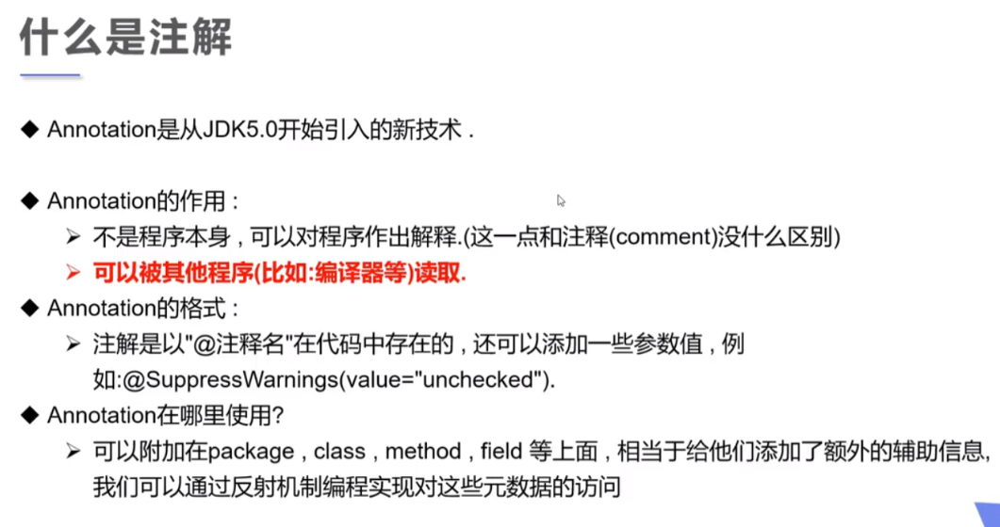 什么是注解
◆ Annotation是从JDK5.0开始引入的新技术 .
◆ Annotation的作用 :
➢ 不是程序本身 , 可以对程序作出解释.(这一点和注释(comment)没什么区别)
➢ 可以被其他程序(比如:编译器等)读取.
◆ Annotation的格式 :
➢ 注解是以"@注释名"在代码中存在的 , 还可以添加一些参数值 , 例
如:@SuppressWarnings(value="unchecked").
◆ Annotation在哪里使用?
➢ 可以附加在package , class , method , field 等上面 , 相当于给他们添加了额外的辅助信息,
我们可以通过反射机制编程实现对这些元数据的访问